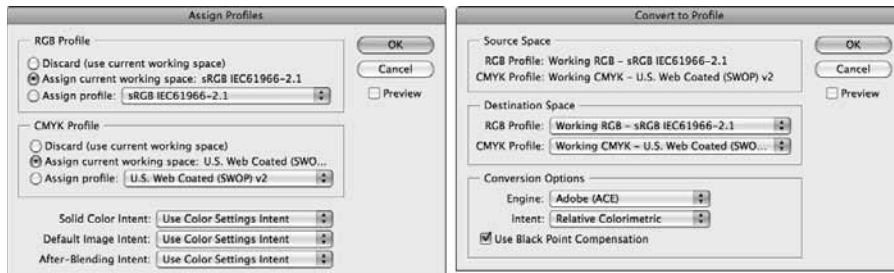 Assign Profiles
RGB Profile
Discard (use current working space)
Assign current working space: sRGB IEC61966-2.1
Assign profile: sRGB IEC61966-2.1
CMYK Profile
Discard (use current working space)
Assign current working space: U.S. Web Coated (SWO...
Assign profile: U.S. Web Coated (SWOP) v2
Solid Color Intent: Use Color Settings Intent
Default Image Intent: Use Color Settings Intent
After-Blending Intent: Use Color Settings Intent
OK
Cancel
Preview
Convert to Profile
Source Space
RGB Profile: Working RGB - sRGB IEC61966-2.1
CMYK Profile: Working CMYK - U.S. Web Coated (SWOP) v2
Destination Space
RGB Profile: Working RGB - sRGB IEC61966-2.1
CMYK Profile: Working CMYK - U.S. Web Coated (SWO...
Conversion Options
Engine: Adobe (ACE)
Intent: Relative Colorimetric
Use Black Point Compensation
OK
Cancel
Preview